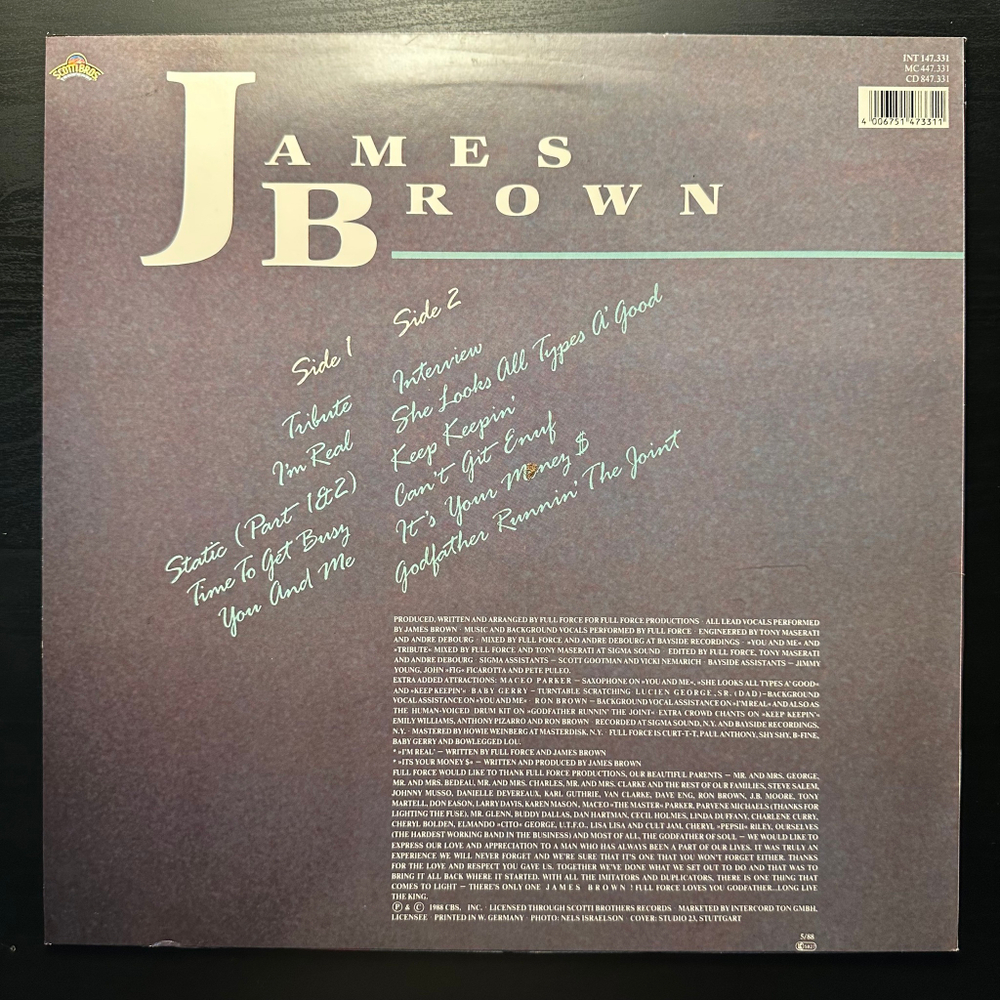 SCOTTI BROS
INT 147.331
MC 447.331
CD 847.331
4 006751 473311
JAMES
BROWN
Side 1
Tribute
I'm Real
Static (Part 1&2)
Time To Get Busy
You And Me
Side 2
Interview
She Looks All Types A' Good
Keep Keepin'
Can't Git Enuf
It's Your Money $
Godfather Runnin' The Joint
PRODUCED, WRITTEN AND ARRANGED BY FULL FORCE FOR FULL FORCE PRODUCTIONS · ALL LEAD VOCALS PERFORMED
BY JAMES BROWN · MUSIC AND BACKGROUND VOCALS PERFORMED BY FULL FORCE · ENGINEERED BY TONY MASERATI
AND ANDRE DEBOURG · MIXED BY FULL FORCE AND ANDRE DEBOURG AT BAYSIDE RECORDINGS · »YOU AND ME« AND
»TRIBUTE« MIXED BY FULL FORCE AND TONY MASERATI AT SIGMA SOUND · EDITED BY FULL FORCE, TONY MASERATI
AND ANDRE DEBOURG · SIGMA ASSISTANTS – SCOTT GOOTMAN AND VICKI NEMARICH · BAYSIDE ASSISTANTS – JIMMY
YOUNG, JOHN »FIG« FICAROTTA AND PETE PULEO.
EXTRA ADDED ATTRACTIONS: MACEO PARKER – SAXOPHONE ON »YOU AND ME«, »SHE LOOKS ALL TYPES A' GOOD«
AND »KEEP KEEPIN'« BABY GERRY – TURNTABLE SCRATCHING LUCIEN GEORGE, SR. (DAD) – BACKGROUND
VOCAL ASSISTANCE ON »YOU AND ME« · RON BROWN – BACKGROUND VOCAL ASSISTANCE ON »I'M REAL« AND ALSO AS
THE HUMAN-VOICED DRUM KIT ON »GODFATHER RUNNIN' THE JOINT« EXTRA CROWD CHANTS ON »KEEP KEEPIN'«
EMILY WILLIAMS, ANTHONY PIZARRO AND RON BROWN · RECORDED AT SIGMA SOUND, N.Y. AND BAYSIDE RECORDINGS,
N.Y. · MASTERED BY HOWIE WEINBERG AT MASTERDISK, N.Y. · FULL FORCE IS CURT-T-T, PAUL ANTHONY, SHY SHY, B-FINE,
BABY GERRY AND BOWLEGGED LOU.
* »I'M REAL« – WRITTEN BY FULL FORCE AND JAMES BROWN
* »ITS YOUR MONEY $« – WRITTEN AND PRODUCED BY JAMES BROWN
FULL FORCE WOULD LIKE TO THANK FULL FORCE PRODUCTIONS, OUR BEAUTIFUL PARENTS – MR. AND MRS. GEORGE,
MR. AND MRS. BEDEAU, MR. AND MRS. CHARLES, MR. AND MRS. CLARKE AND THE REST OF OUR FAMILIES, STEVE SALEM,
JOHNNY MUSSO, DANIELLE DEVEREAUX, KARL GUTHRIE, VAN CLARKE, DAVE ENG, RON BROWN, J.B. MOORE, TONY
MARTELL, DON EASON, LARRY DAVIS, KAREN MASON, MACEO »THE MASTER« PARKER, PARVENE MICHAELS (THANKS FOR
LIGHTING THE FUSE), MR. GLENN, BUDDY DALLAS, DAN HARTMAN, CECIL HOLMES, LINDA DUFFANY, CHARLENE CURRY,
CHERYL BOLDEN, ELMANDO »CITO« GEORGE, U.T.F.O., LISA LISA AND CULT JAM, CHERYL »PEPSII« RILEY, OURSELVES
(THE HARDEST WORKING BAND IN THE BUSINESS) AND MOST OF ALL, THE GODFATHER OF SOUL – WE WOULD LIKE TO
EXPRESS OUR LOVE AND APPRECIATION TO A MAN WHO HAS ALWAYS BEEN A PART OF OUR LIVES. IT WAS TRULY AN
EXPERIENCE WE WILL NEVER FORGET AND WE'RE SURE THAT IT'S ONE THAT YOU WON'T FORGET EITHER. THANKS
FOR THE LOVE AND RESPECT YOU GAVE US. TOGETHER WE'VE DONE WHAT WE SET OUT TO DO AND THAT WAS TO
BRING IT ALL BACK WHERE IT STARTED. WITH ALL THE IMITATORS AND DUPLICATORS, THERE IS ONE THING THAT
COMES TO LIGHT – THERE'S ONLY ONE JAMES BROWN! FULL FORCE LOVES YOU GODFATHER...LONG LIVE
THE KING.
Ⓟ & © 1988 CBS, INC. · LICENSED THROUGH SCOTTI BROTHERS RECORDS · MARKETED BY INTERCORD TON GMBH,
LICENSEE · PRINTED IN W. GERMANY · PHOTO: NELS ISRAELSON · COVER: STUDIO 23, STUTTGART
5/88